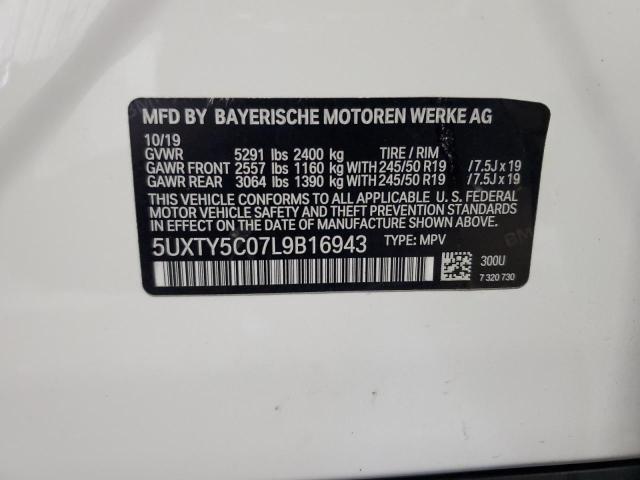 MFD BY BAYERISCHE MOTOREN WERKE AG
10/19
GVWR 5291 lbs 2400 kg TIRE / RIM
GAWR FRONT 2557 lbs 1160 kg WITH 245/50 R19 / 7.5J x 19
GAWR REAR 3064 lbs 1390 kg WITH 245/50 R19 / 7.5J x 19
THIS VEHICLE CONFORMS TO ALL APPLICABLE U. S. FEDERAL
MOTOR VEHICLE SAFETY, BUMPER, AND THEFT PREVENTION
STANDARDS IN EFFECT ON THE DATE OF MANUFACTURE SHOWN ABOVE.
5UXTY5C07L9B16943 TYPE: MPV
300U
7 320 730